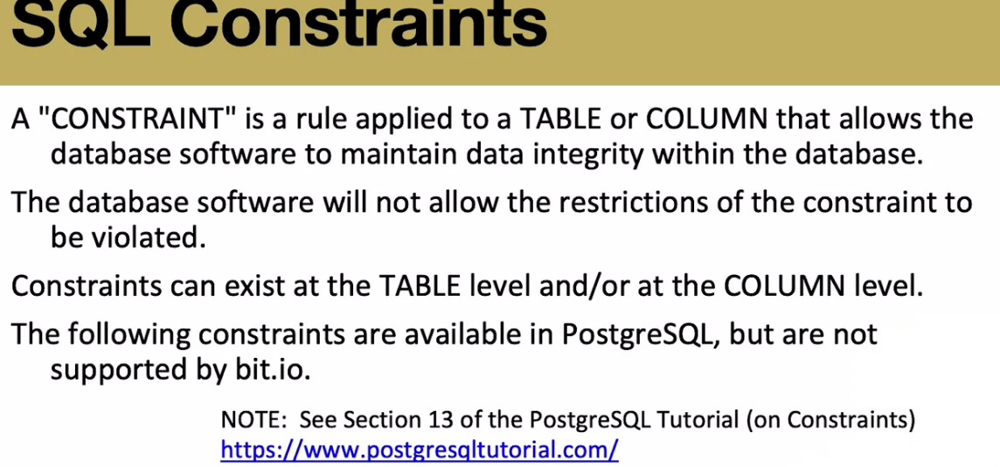 SQL Constraints
A "CONSTRAINT" is a rule applied to a TABLE or COLUMN that allows the
database software to maintain data integrity within the database.
The database software will not allow the restrictions of the constraint to
be violated.
Constraints can exist at the TABLE level and/or at the COLUMN level.
The following constraints are available in PostgreSQL, but are not
supported by bit.io.
NOTE:  See Section 13 of the PostgreSQL Tutorial (on Constraints)
https://www.postgresqltutorial.com/